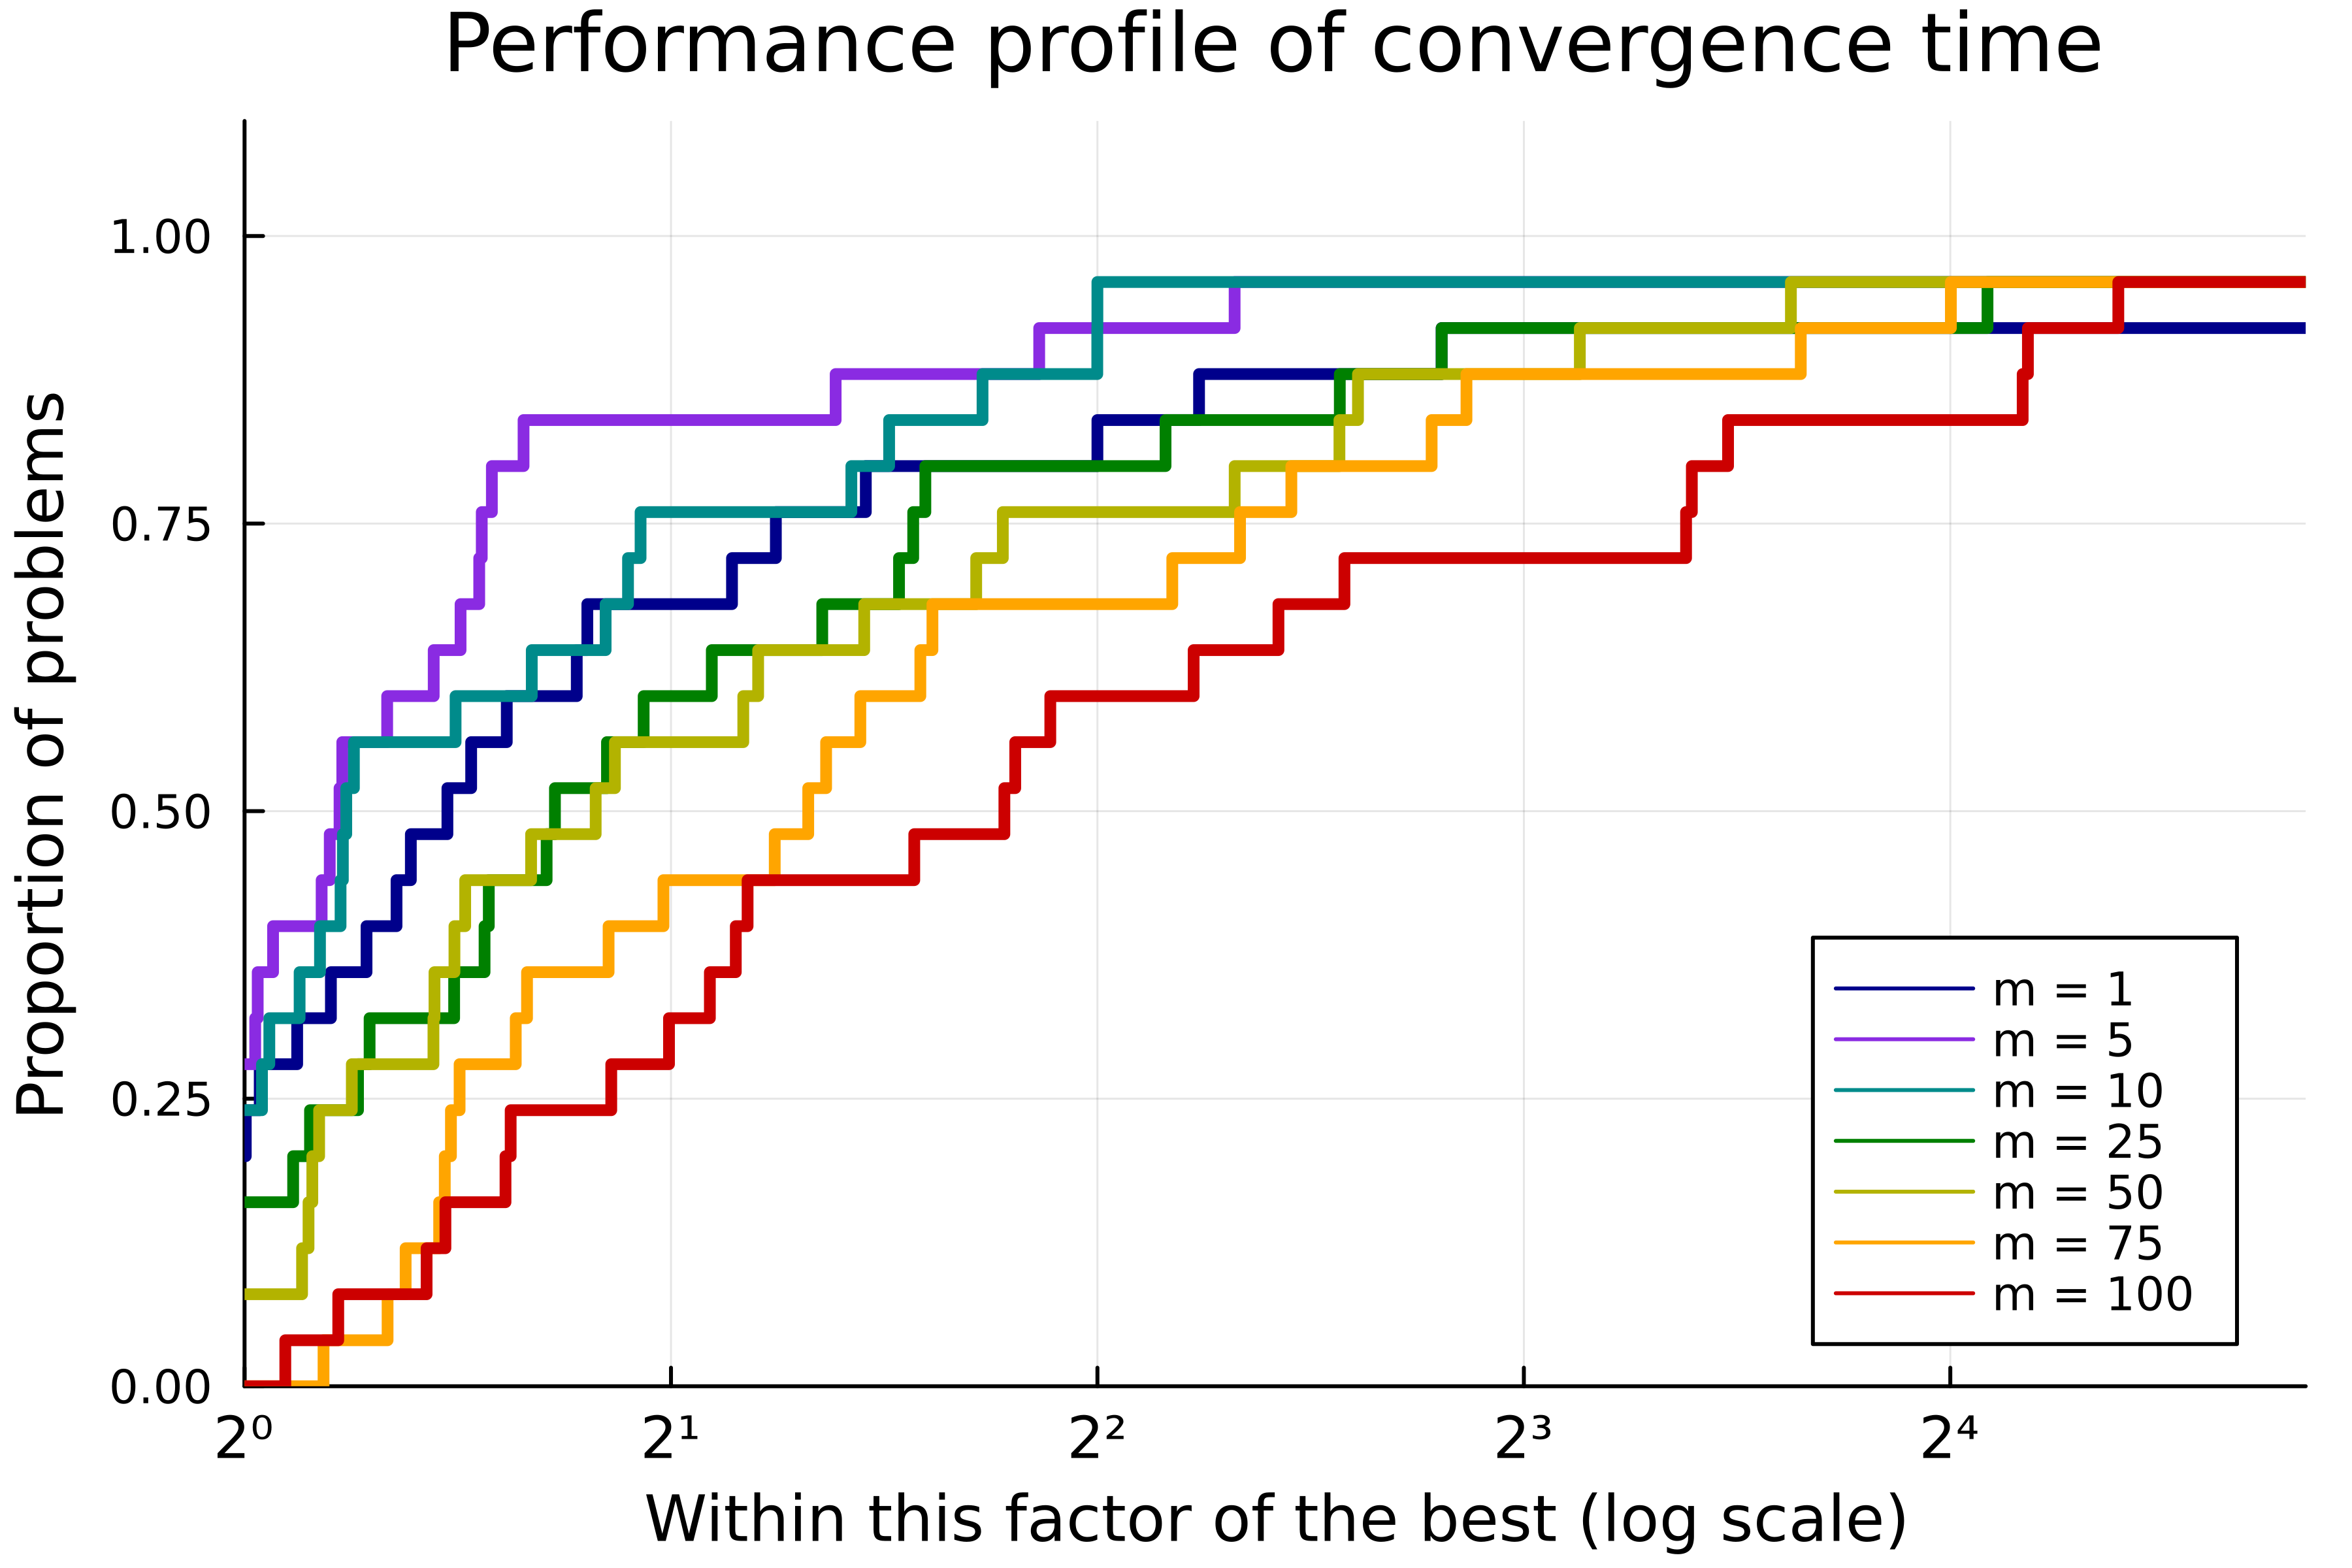 Performance profile of convergence time
Proportion of problems
1.00
0.75
0.50
0.25
0.00
2⁰
2¹
2²
2³
2⁴
Within this factor of the best (log scale)
m = 1
m = 5
m = 10
m = 25
m = 50
m = 75
m = 100